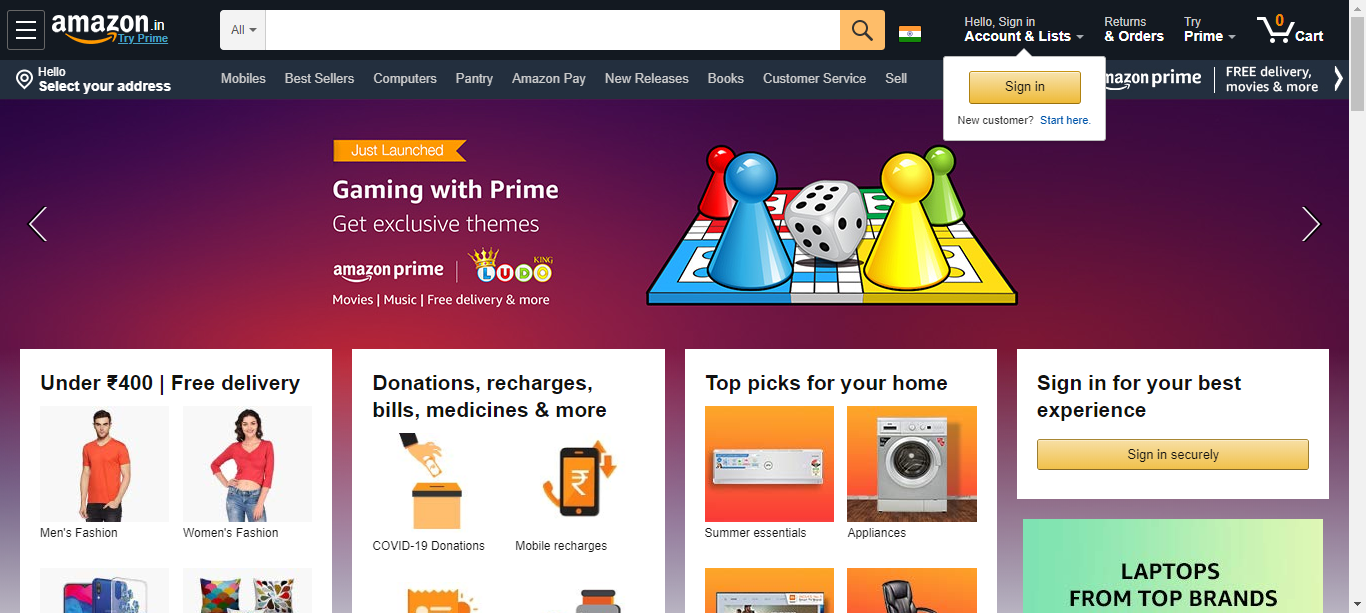 amazon.in
Try Prime
All
Hello, Sign in
Account & Lists
Returns
& Orders
Try
Prime
0
Cart
Hello
Select your address
Mobiles
Best Sellers
Computers
Pantry
Amazon Pay
New Releases
Books
Customer Service
Sell
Sign in
New customer? Start here.
mazon prime
FREE delivery,
movies & more
Just Launched
Gaming with Prime
Get exclusive themes
amazon prime | LUDO KING
Movies | Music | Free delivery & more
Under ₹400 | Free delivery
Men's Fashion
Women's Fashion
Donations, recharges,
bills, medicines & more
₹
COVID-19 Donations
Mobile recharges
Top picks for your home
Summer essentials
Appliances
Sign in for your best
experience
Sign in securely
LAPTOPS
FROM TOP BRANDS